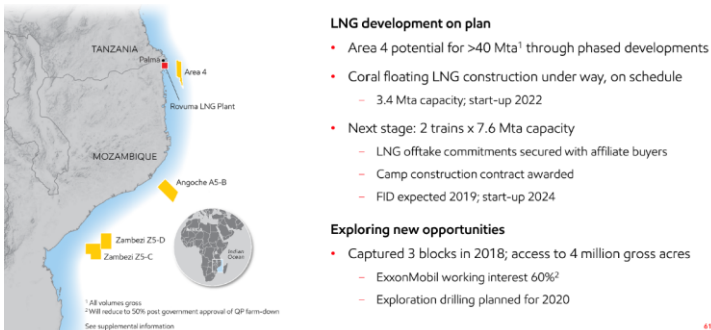 TANZANIA
Palma
Area 4
Rovuma LNG Plant
MOZAMBIQUE
Angoche A5-B
Zambezi Z5-D
Zambezi Z5-C
Indian
Ocean
¹ All volumes gross
² Will reduce to 50% post government approval of QP farm-down
See supplemental information
LNG development on plan
• Area 4 potential for >40 Mta¹ through phased developments
• Coral floating LNG construction under way, on schedule
– 3.4 Mta capacity; start-up 2022
• Next stage: 2 trains x 7.6 Mta capacity
– LNG offtake commitments secured with affiliate buyers
– Camp construction contract awarded
– FID expected 2019; start-up 2024
Exploring new opportunities
• Captured 3 blocks in 2018; access to 4 million gross acres
– ExxonMobil working interest 60%²
– Exploration drilling planned for 2020
61